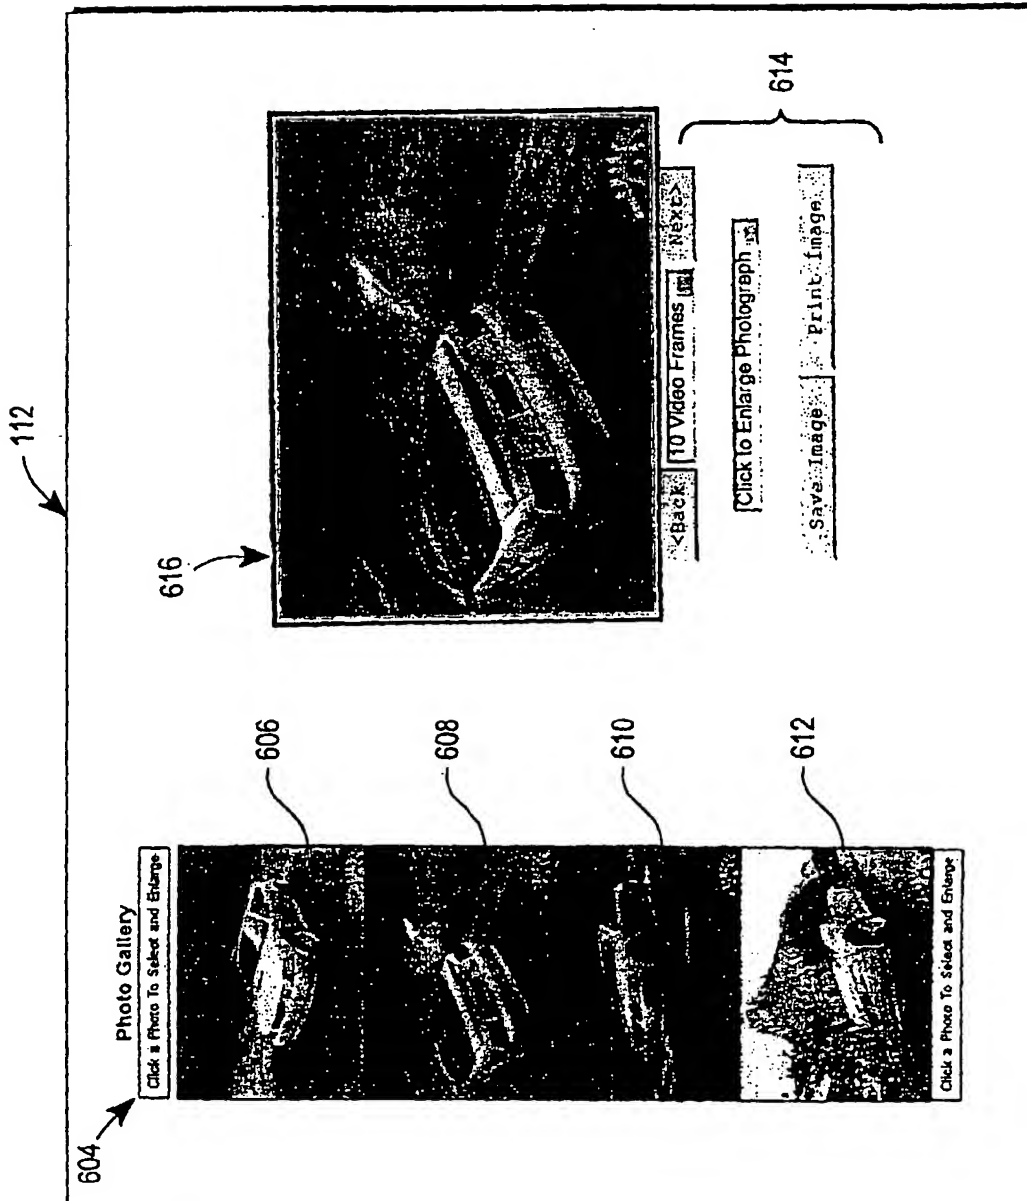 112
604
Photo Gallery
Click a Photo To Select and Enlarge
606
608
610
612
Click a Photo To Select and Enlarge
616
<Back
10 Video Frames
Next>
Click to Enlarge Photograph
Save Image
Print Image
614